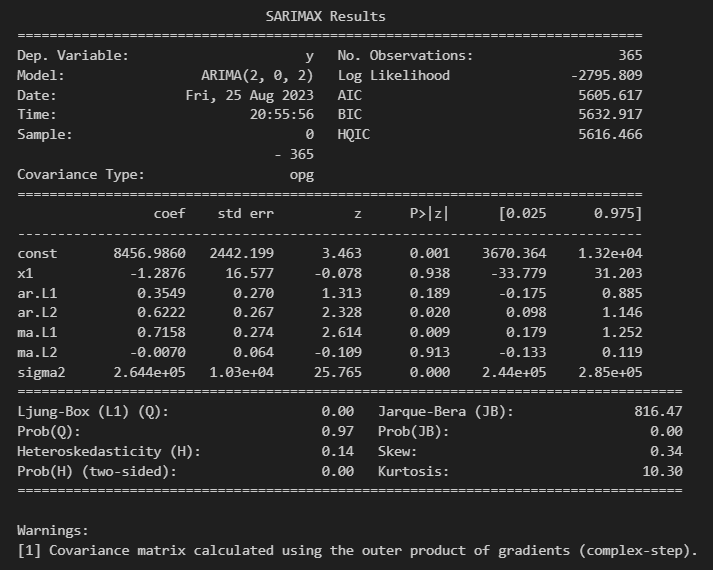 SARIMAX Results
==============================================================================
Dep. Variable:                      y   No. Observations:                  365
Model:                 ARIMA(2, 0, 2)   Log Likelihood               -2795.809
Date:                Fri, 25 Aug 2023   AIC                           5605.617
Time:                        20:55:56   BIC                           5632.917
Sample:                             0   HQIC                          5616.466
                                - 365
Covariance Type:                  opg
==============================================================================
                 coef    std err          z      P>|z|      [0.025      0.975]
------------------------------------------------------------------------------
const       8456.9860   2442.199      3.463      0.001    3670.364    1.32e+04
x1            -1.2876     16.577     -0.078      0.938     -33.779      31.203
ar.L1          0.3549      0.270      1.313      0.189      -0.175       0.885
ar.L2          0.6222      0.267      2.328      0.020       0.098       1.146
ma.L1          0.7158      0.274      2.614      0.009       0.179       1.252
ma.L2         -0.0070      0.064     -0.109      0.913      -0.133       0.119
sigma2      2.644e+05   1.03e+04     25.765      0.000    2.44e+05    2.85e+05
===================================================================================
Ljung-Box (L1) (Q):                   0.00   Jarque-Bera (JB):               816.47
Prob(Q):                              0.97   Prob(JB):                         0.00
Heteroskedasticity (H):               0.14   Skew:                             0.34
Prob(H) (two-sided):                  0.00   Kurtosis:                        10.30
===================================================================================
Warnings:
[1] Covariance matrix calculated using the outer product of gradients (complex-step).